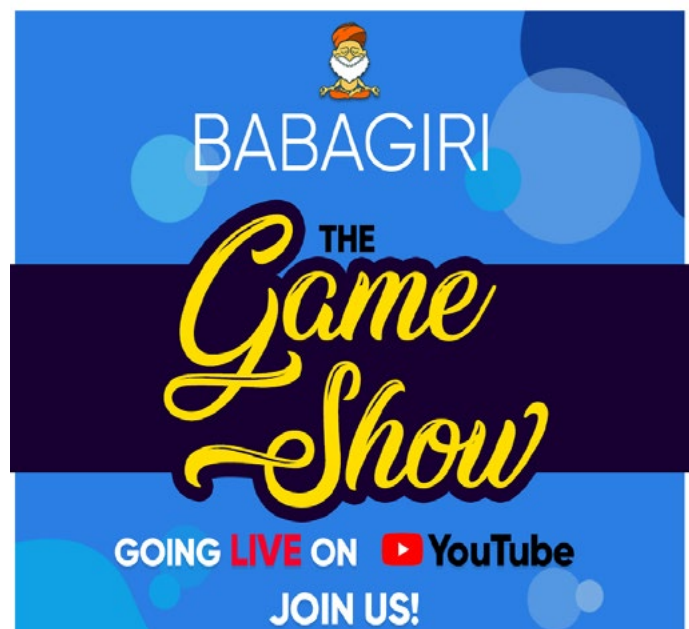 BABAGIRI
THE
Game
Show
GOING LIVE ON YouTube
JOIN US!